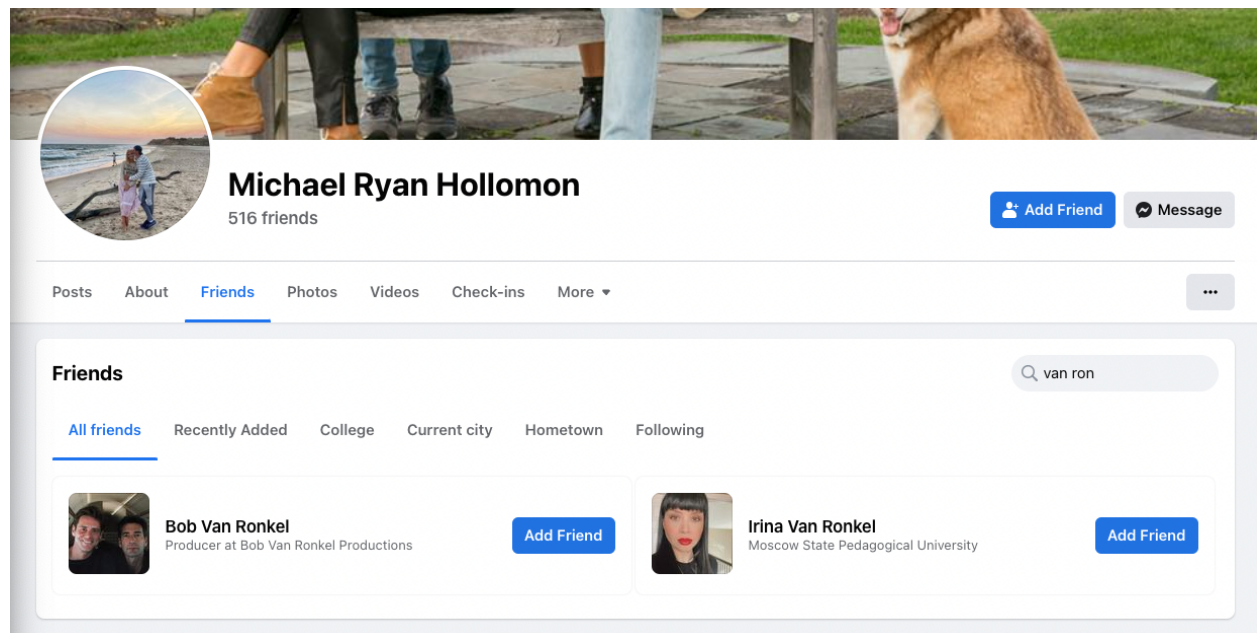 Michael Ryan Hollomon
516 friends
Add Friend
Message
Posts About Friends Photos Videos Check-ins More
Friends
van ron
All friends Recently Added College Current city Hometown Following
Bob Van Ronkel
Producer at Bob Van Ronkel Productions
Add Friend
Irina Van Ronkel
Moscow State Pedagogical University
Add Friend